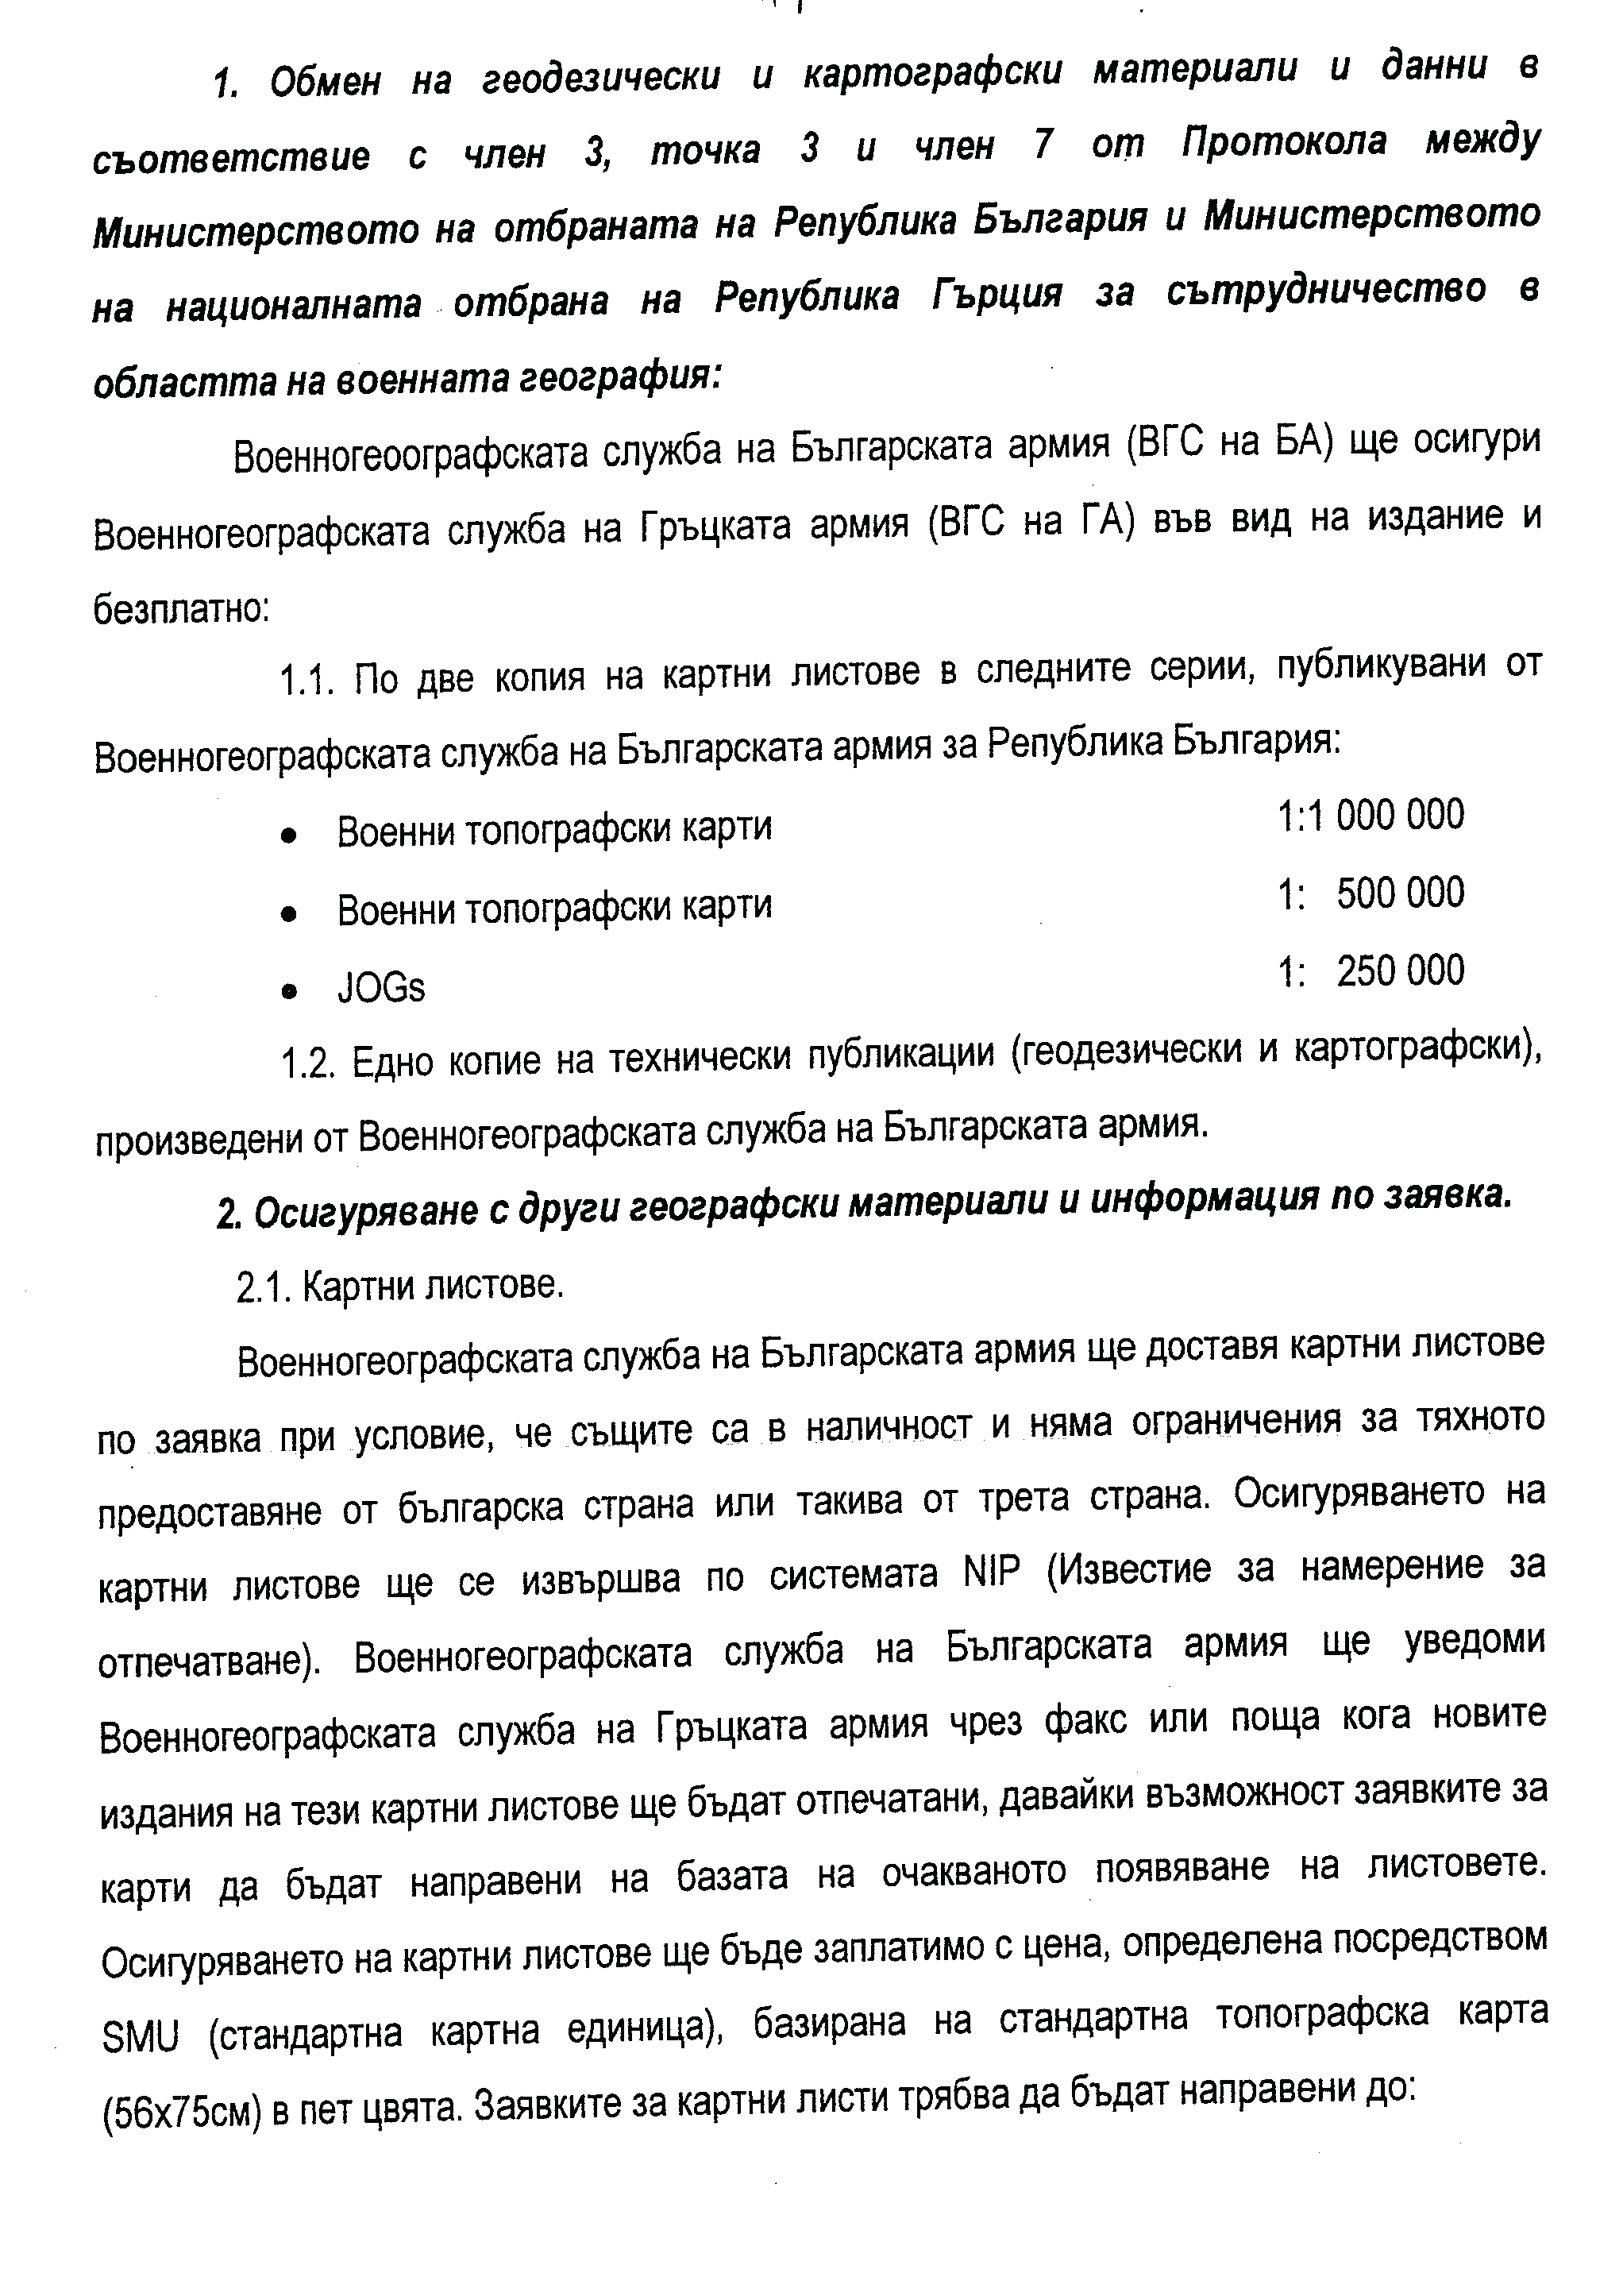 1. Обмен на геодезически и картографски материали и данни в
съответствие с член 3, точка 3 и член 7 от Протокола между
Министерството на отбраната на Република България и Министерството
на националната отбрана на Република Гърция за сътрудничество в
областта на военната география:
Военногеоографската служба на Българската армия (ВГС на БА) ще осигури
Военногеографската служба на Гръцката армия (ВГС на ГА) във вид на издание и
безплатно:
1.1. По две копия на картни листове в следните серии, публикувани от
Военногеографската служба на Българската армия за Република България:
• Военни топографски карти 1:1 000 000
• Военни топографски карти 1: 500 000
• JOGs 1: 250 000
1.2. Едно копие на технически публикации (геодезически и картографски),
произведени от Военногеографската служба на Българската армия.
2. Осигуряване с други географски материали и информация по заявка.
2.1. Картни листове.
Военногеографската служба на Българската армия ще доставя картни листове
по заявка при условие, че същите са в наличност и няма ограничения за тяхното
предоставяне от българска страна или такива от трета страна. Осигуряването на
картни листове ще се извършва по системата NIP (Известие за намерение за
отпечатване). Военногеографската служба на Българската армия ще уведоми
Военногеографската служба на Гръцката армия чрез факс или поща кога новите
издания на тези картни листове ще бъдат отпечатани, давайки възможност заявките за
карти да бъдат направени на базата на очакваното появяване на листовете.
Осигуряването на картни листове ще бъде заплатимо с цена, определена посредством
SMU (стандартна картна единица), базирана на стандартна топографска карта
(56х75см) в пет цвята. Заявките за картни листи трябва да бъдат направени до: